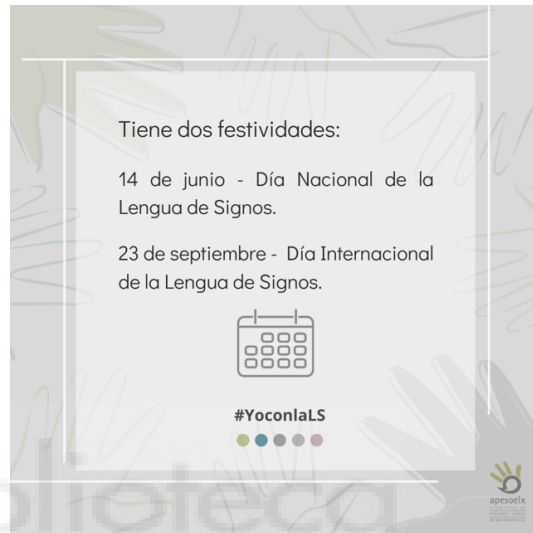 Tiene dos festividades:
14 de junio - Día Nacional de la
Lengua de Signos.
23 de septiembre - Día Internacional
de la Lengua de Signos.
#YoconlaLS
apesoelx